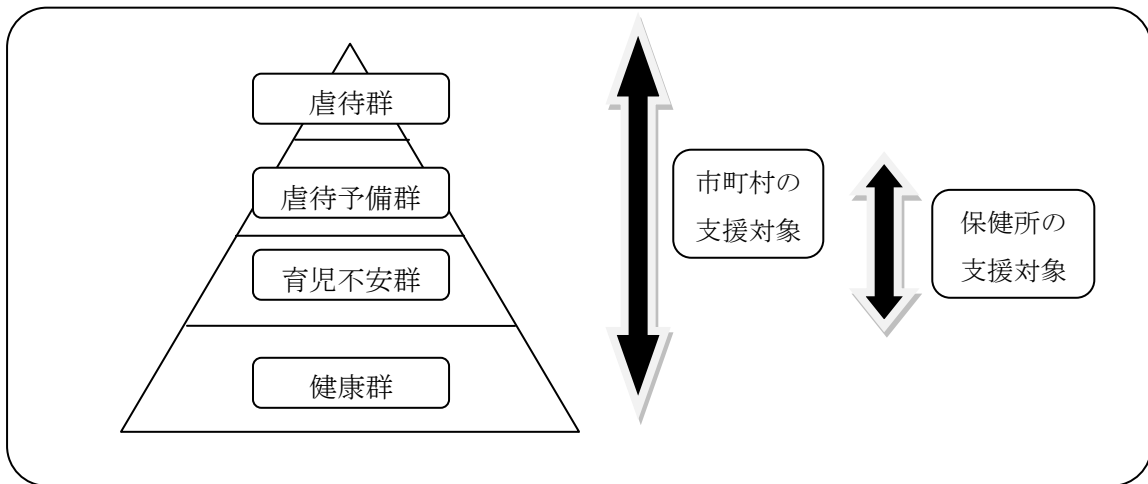 虐待群
虐待予備群
育児不安群
健康群
市町村の
支援対象
保健所の
支援対象